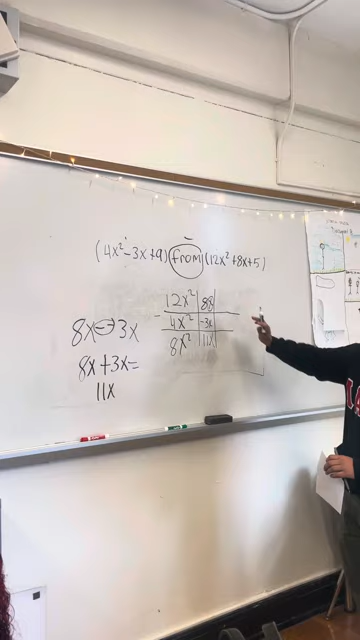 (4x²-3x+9) from (12x²+8x+5)
12x² | 8x |
- 4x² | -3x |
8x² | 11x |
8x - -3x
8x + 3x =
11x